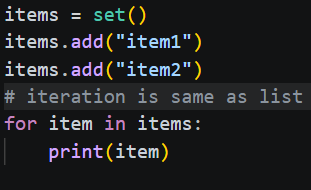 items = set()
items.add("item1")
items.add("item2")
# iteration is same as list
for item in items:
    print(item)